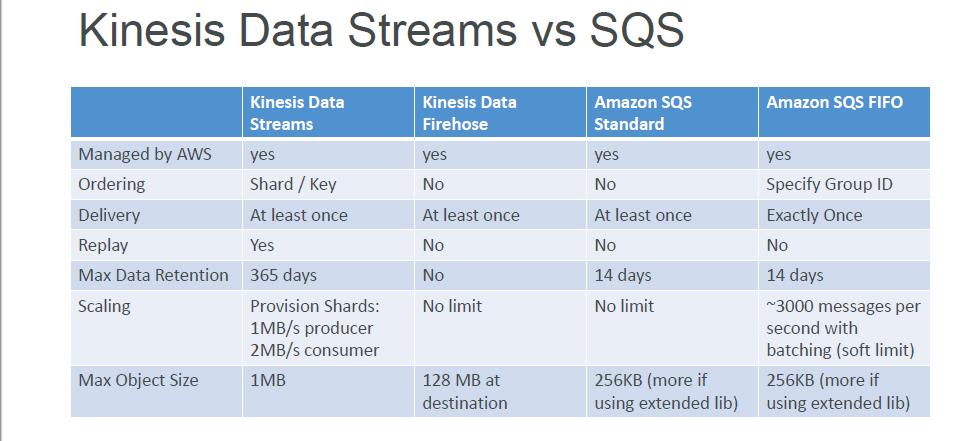 Kinesis Data Streams vs SQS
Kinesis Data Streams Kinesis Data Firehose Amazon SQS Standard Amazon SQS FIFO
Managed by AWS yes yes yes yes
Ordering Shard / Key No No Specify Group ID
Delivery At least once At least once At least once Exactly Once
Replay Yes No No No
Max Data Retention 365 days No 14 days 14 days
Scaling Provision Shards: 1MB/s producer 2MB/s consumer No limit No limit ~3000 messages per second with batching (soft limit)
Max Object Size 1MB 128 MB at destination 256KB (more if using extended lib) 256KB (more if using extended lib)